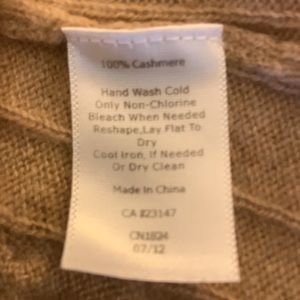 100% Cashmere
Hand Wash Cold
Only Non-Chlorine
Bleach When Needed
Reshape,Lay Flat To
Dry
Cool Iron, If Needed
Or Dry Clean
Made In China
CA #23147
CN1824
07/12